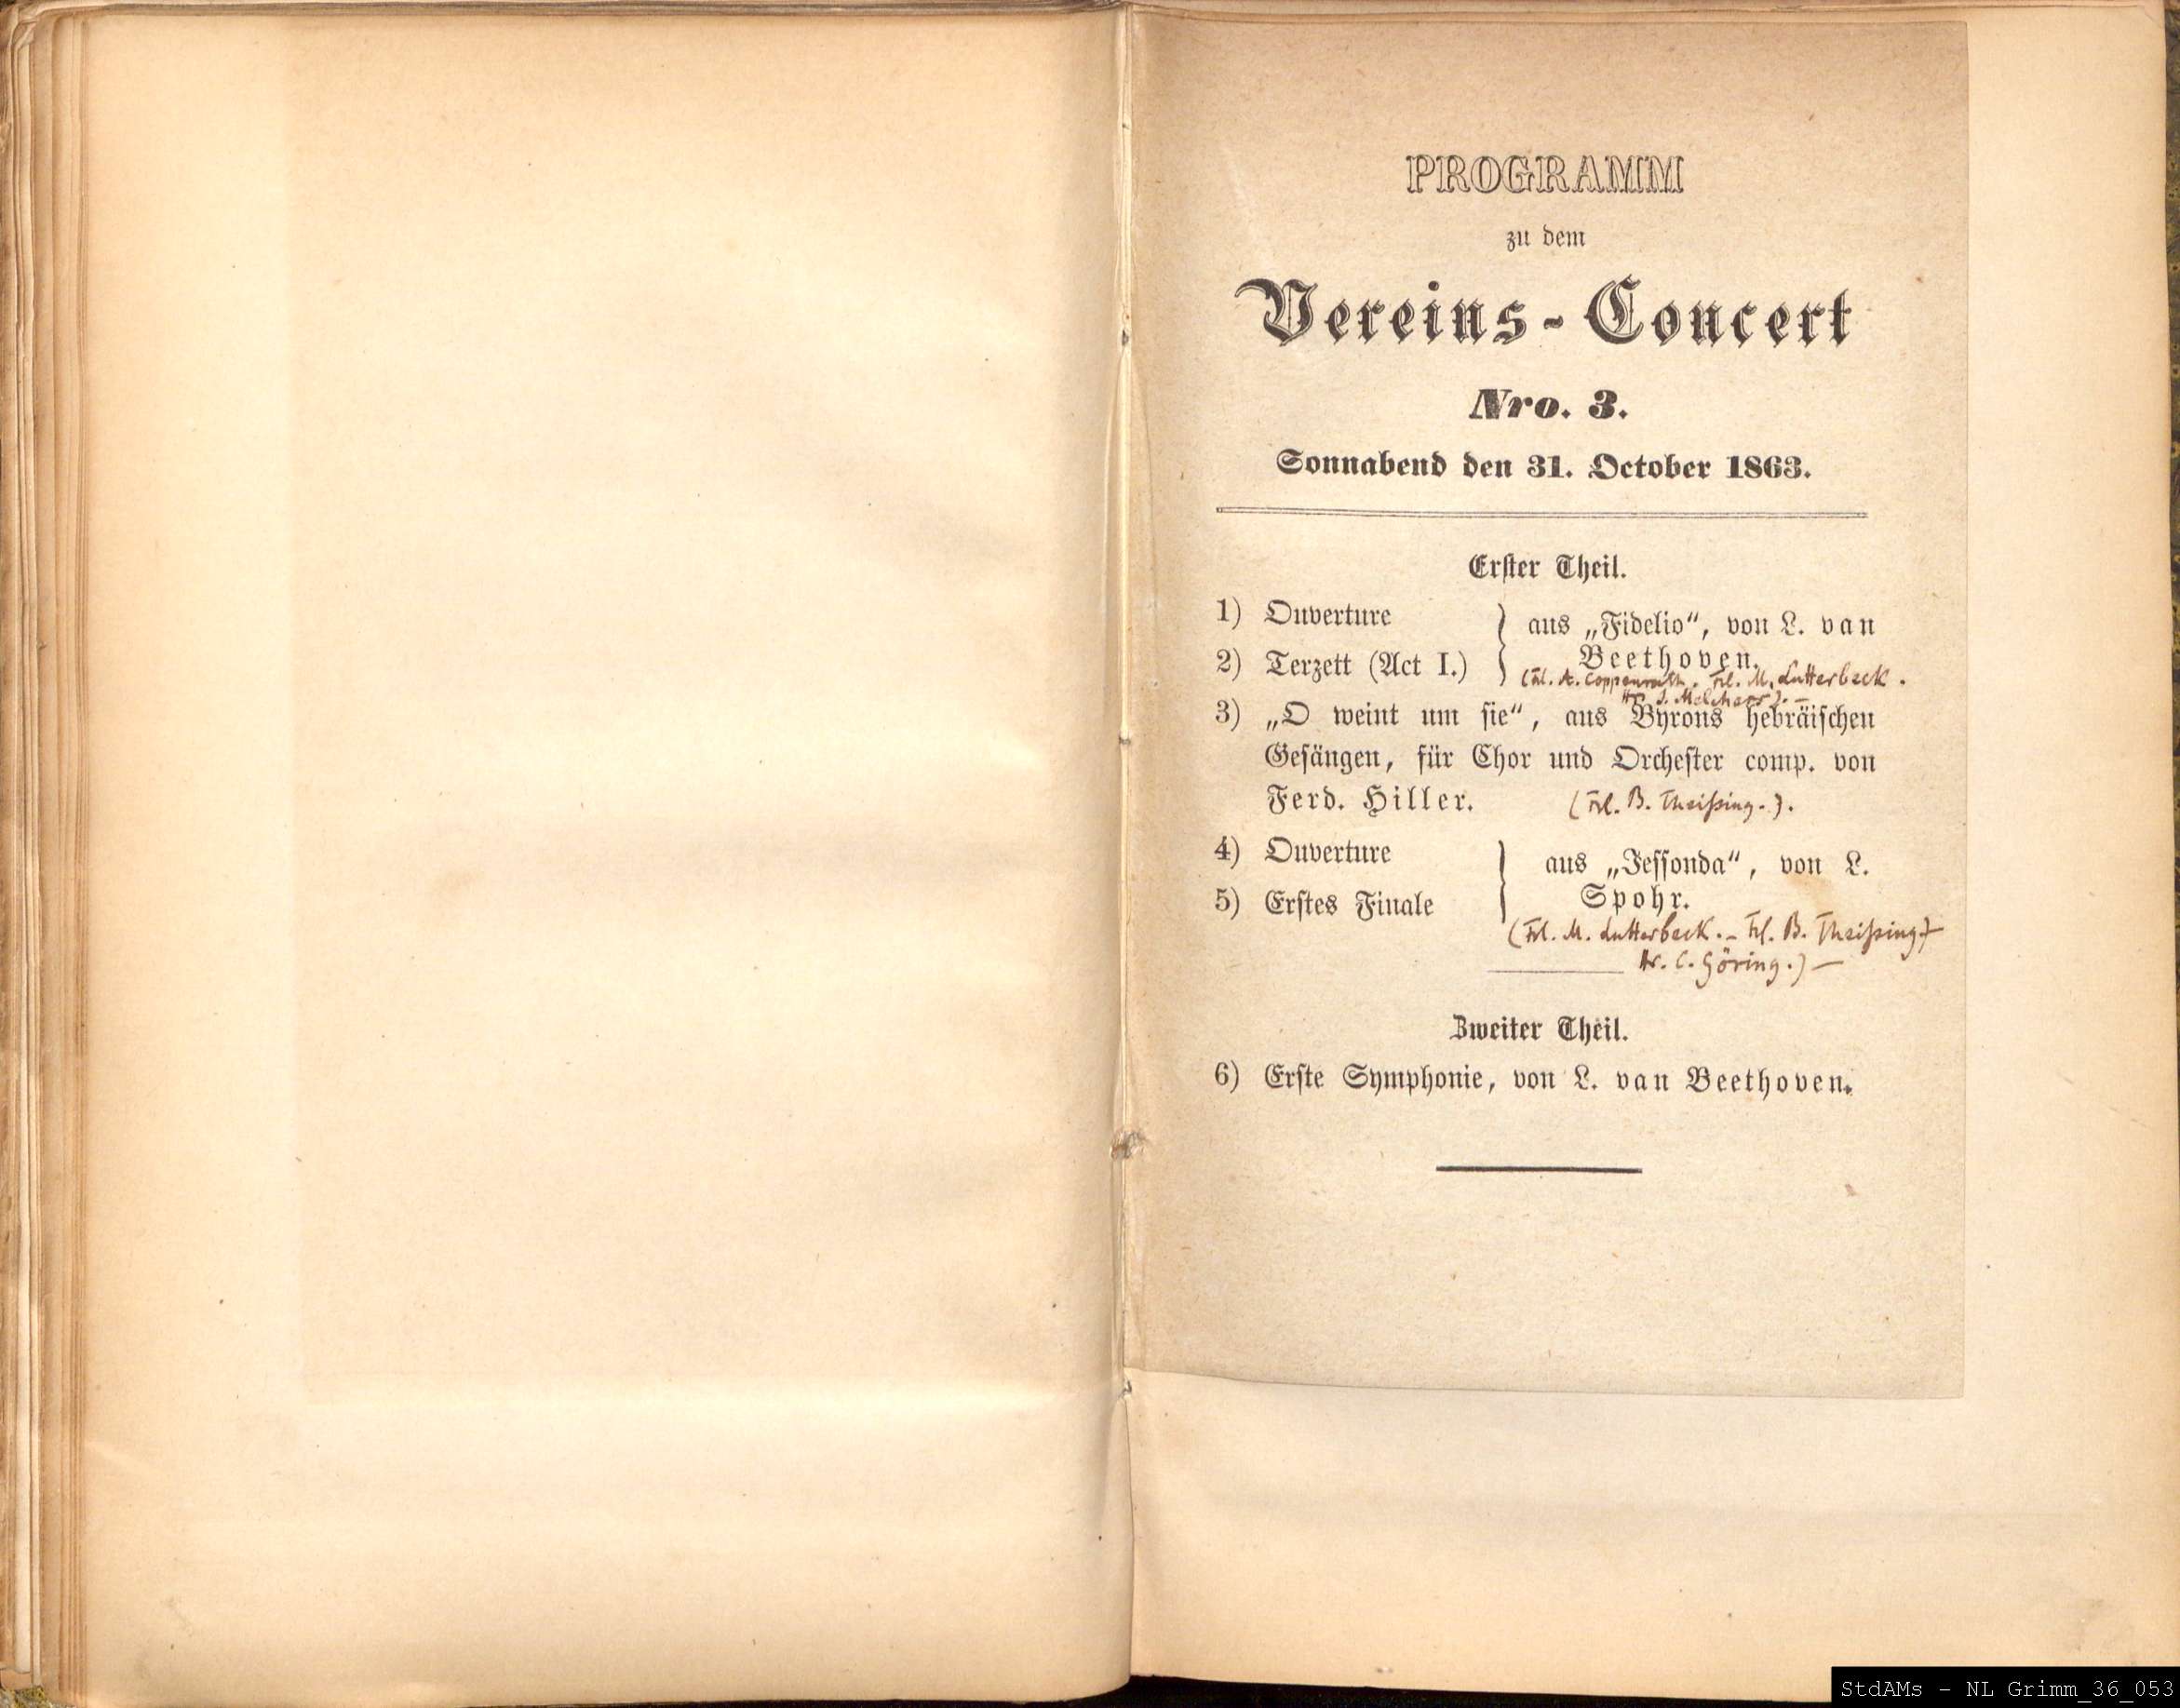 PROGRAMM
zu dem
Vereins-Concert
Nro. 3.
Sonnabend den 31. October 1863.
Erster Theil.
1) Ouverture
2) Terzett (Act I.)
aus „Fidelio“, von L. van
Beethoven.
(Frl. A. Coppenrath. Frl. M. Lutterbeck.
Hr. J. Melchers). –
3) „O weint um sie“, aus Byrons hebräischen
Gesängen, für Chor und Orchester comp. von
Ferd. Hiller. (Frl. B. Theißing.).
4) Ouverture
5) Erstes Finale
aus „Jessonda“, von L.
Spohr.
(Frl. M. Lutterbeck. – Frl. B. Theißing.)
Hr. C. Göring.) –
Zweiter Theil.
6) Erste Symphonie, von L. van Beethoven.
StdAMs - NL Grimm_36_053